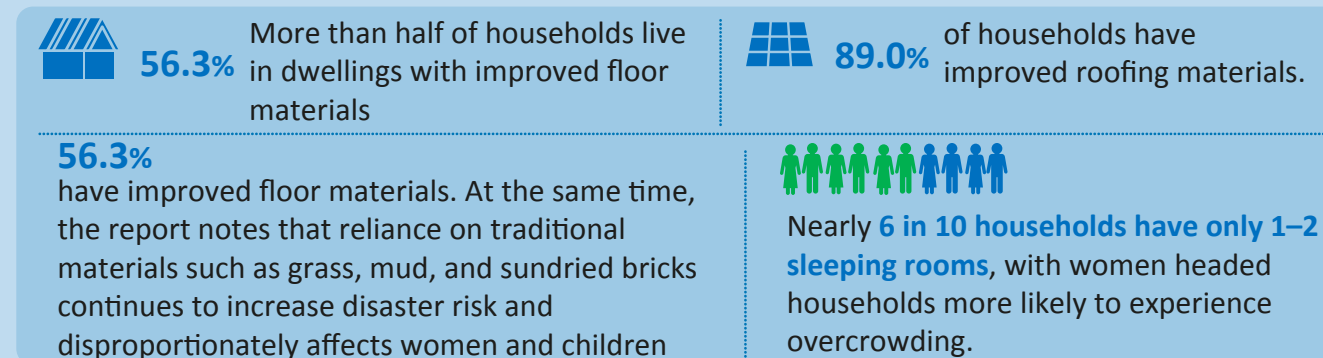 56.3% More than half of households live
in dwellings with improved floor
materials
89.0% of households have
improved roofing materials.
56.3%
have improved floor materials. At the same time,
the report notes that reliance on traditional
materials such as grass, mud, and sundried bricks
continues to increase disaster risk and
disproportionately affects women and children
Nearly 6 in 10 households have only 1–2
sleeping rooms, with women headed
households more likely to experience
overcrowding.